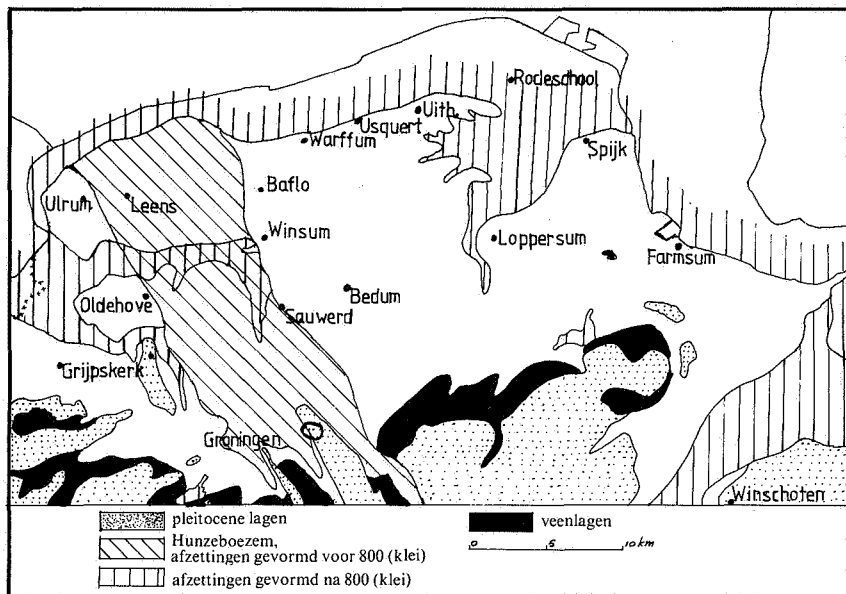 Rodeschool
Uith.
Usquert
Warffum
Spijk
Baflo
Ulrum
Leens
Winsum
Loppersum
Farmsum
Bedum
Oldehove
Sauwerd
Grijpskerk
Groningen
Winschoten
pleitocene lagen
Hunzeboezem,
afzettingen gevormd voor 800 (klei)
afzettingen gevormd na 800 (klei)
veenlagen
0 5 10 km